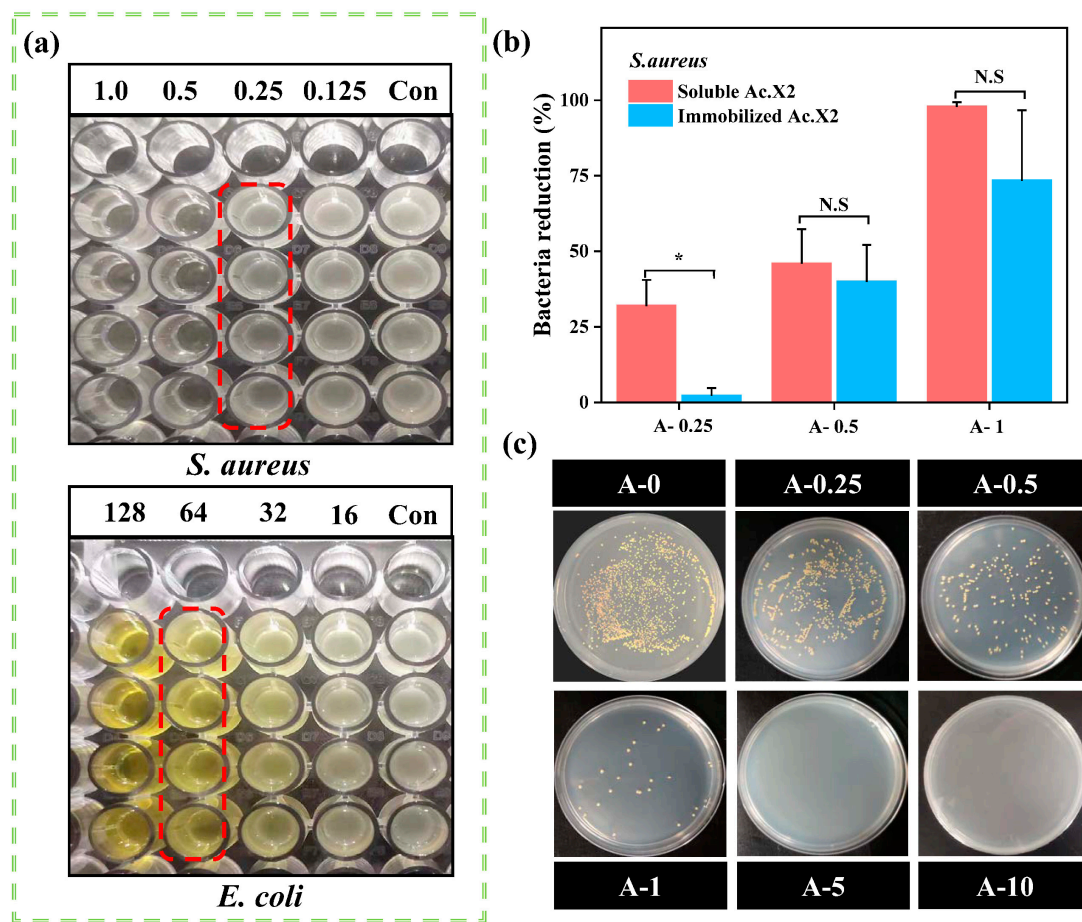 (a)
1.0 0.5 0.25 0.125 Con
S. aureus
128 64 32 16 Con
E. coli
(b)
S.aureus
Soluble Ac.X2
Immobilized Ac.X2
Bacteria reduction (%)
100
75
50
25
0
*
N.S
N.S
A- 0.25 A- 0.5 A- 1
(c)
A-0 A-0.25 A-0.5
A-1 A-5 A-10